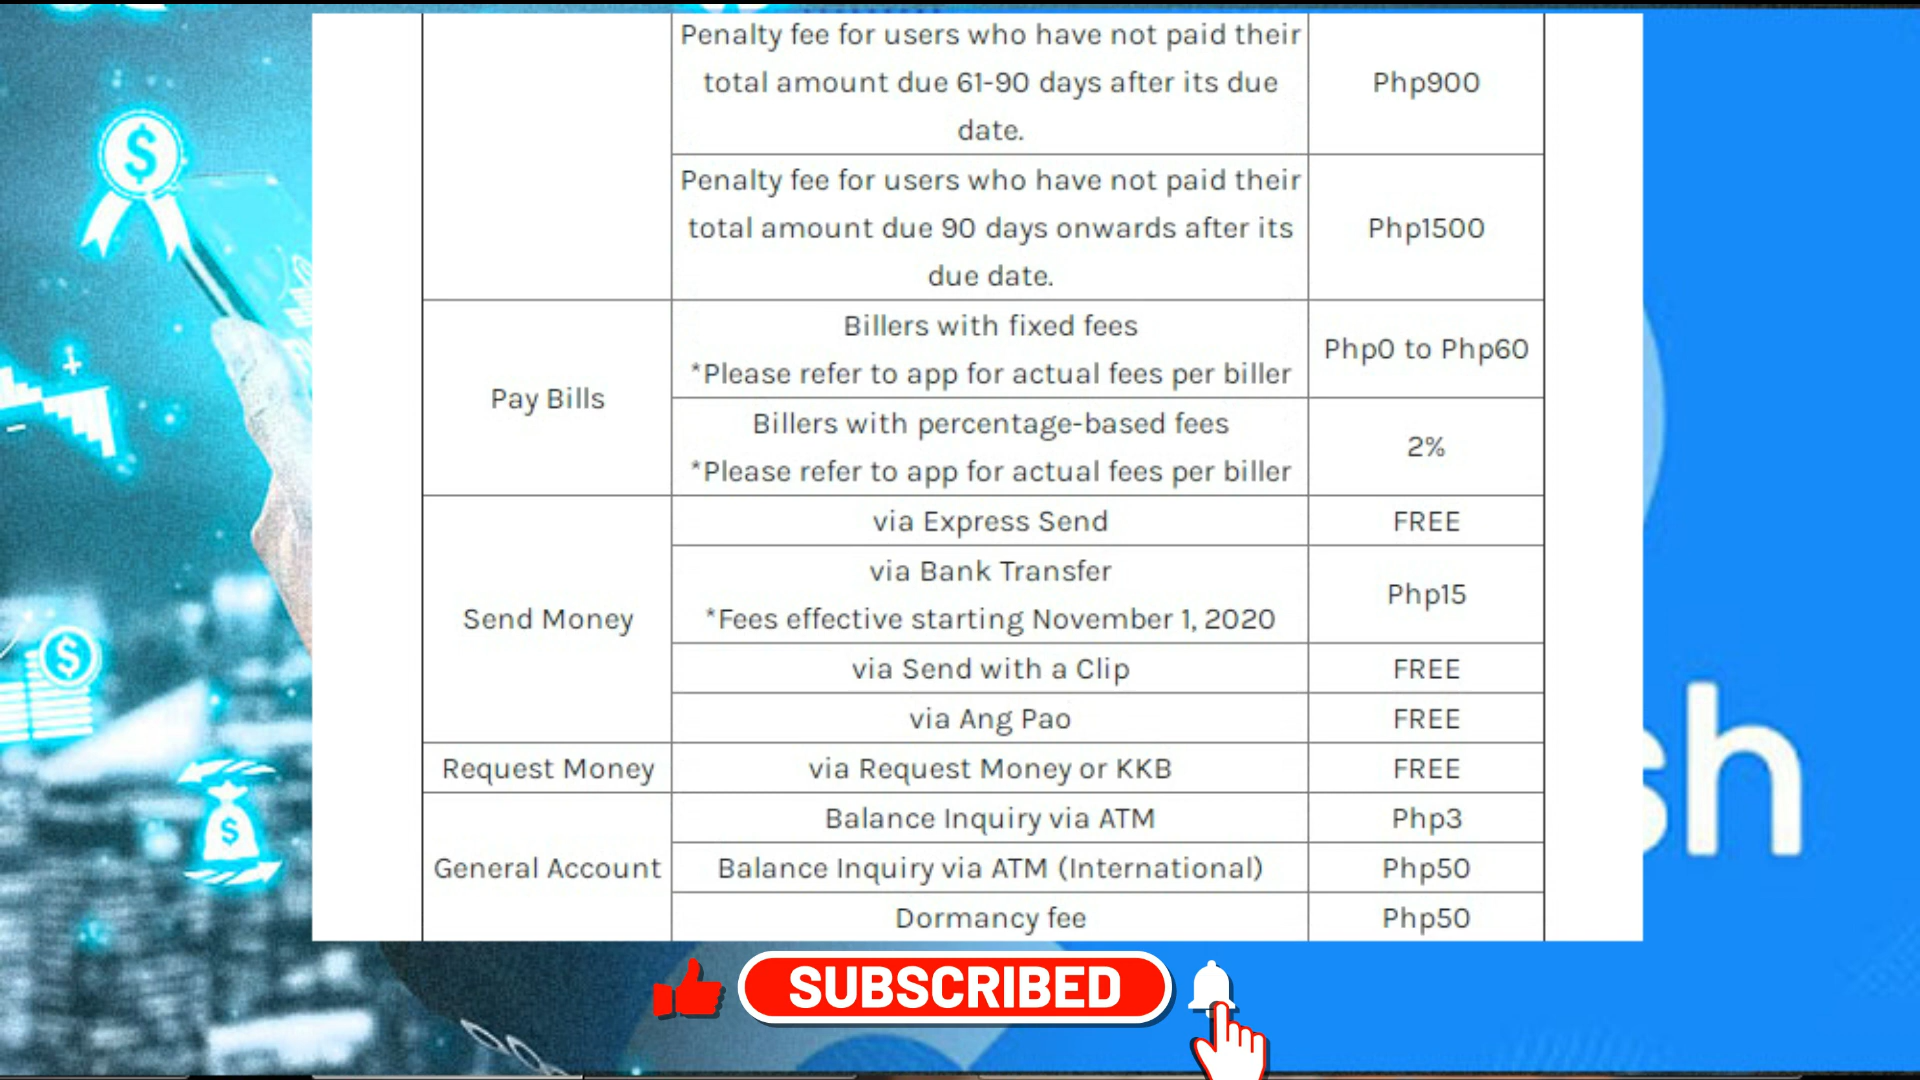 Penalty fee for users who have not paid their
total amount due 61-90 days after its due
date.
Php900
Penalty fee for users who have not paid their
total amount due 90 days onwards after its
due date.
Php1500
Pay Bills
Billers with fixed fees
*Please refer to app for actual fees per biller
Php0 to Php60
Billers with percentage-based fees
*Please refer to app for actual fees per biller
2%
Send Money
via Express Send
FREE
via Bank Transfer
*Fees effective starting November 1, 2020
Php15
via Send with a Clip
FREE
via Ang Pao
FREE
Request Money
via Request Money or KKB
FREE
General Account
Balance Inquiry via ATM
Php3
Balance Inquiry via ATM (International)
Php50
Dormancy fee
Php50
sh
SUBSCRIBED